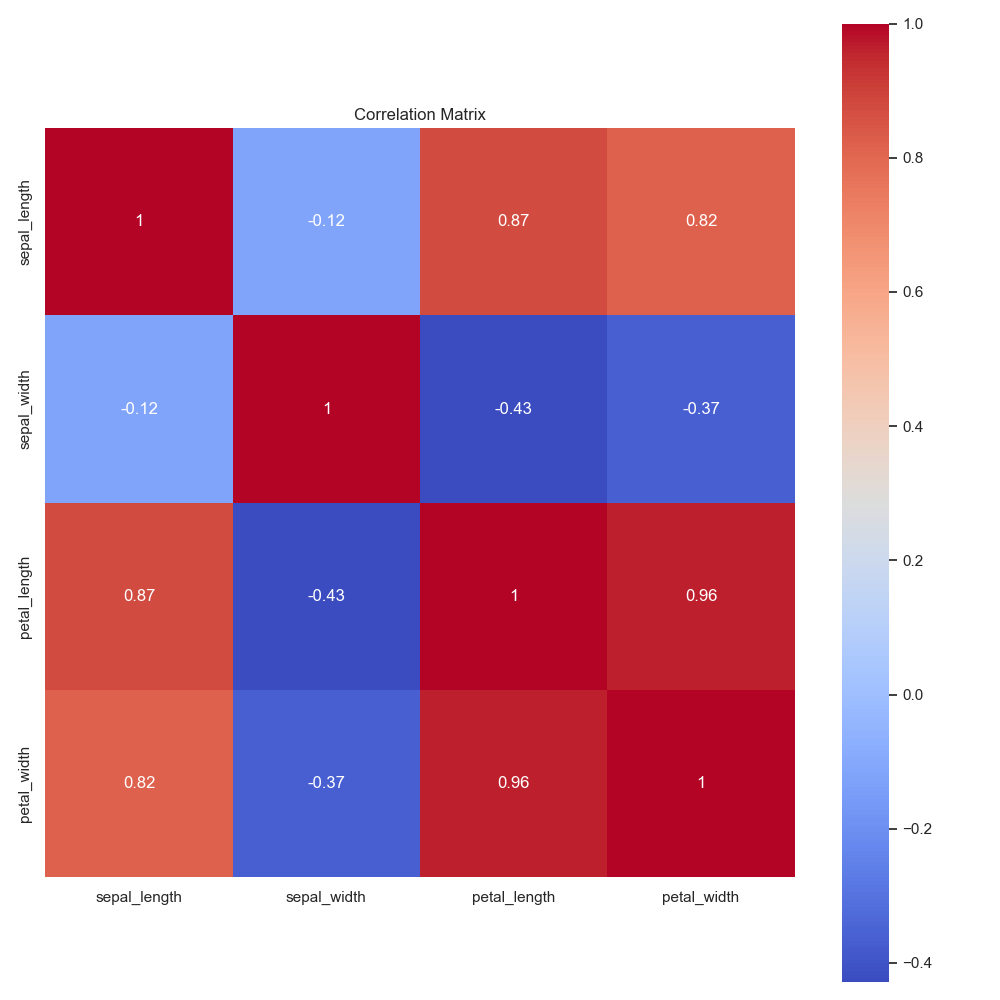 Correlation Matrix
sepal_length
1
-0.12
0.87
0.82
sepal_width
-0.12
1
-0.43
-0.37
petal_length
0.87
-0.43
1
0.96
petal_width
0.82
-0.37
0.96
1
sepal_length
sepal_width
petal_length
petal_width
1.0
0.8
0.6
0.4
0.2
0.0
−0.2
−0.4